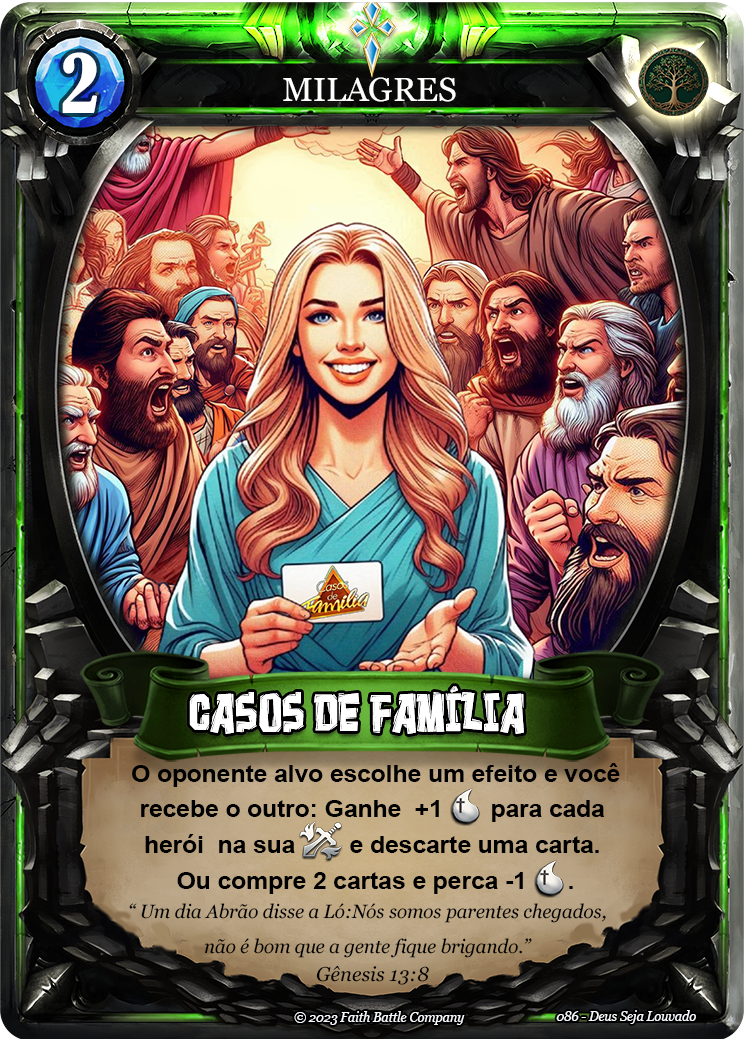 2
MILAGRES
Casos
de
Família
CASOS DE FAMÍLIA
O oponente alvo escolhe um efeito e você
recebe o outro: Ganhe +1 para cada
herói na sua e descarte uma carta.
Ou compre 2 cartas e perca -1 .
“ Um dia Abrão disse a Ló:Nós somos parentes chegados,
não é bom que a gente fique brigando.”
Gênesis 13:8
© 2023 Faith Battle Company
086 - Deus Seja Louvado